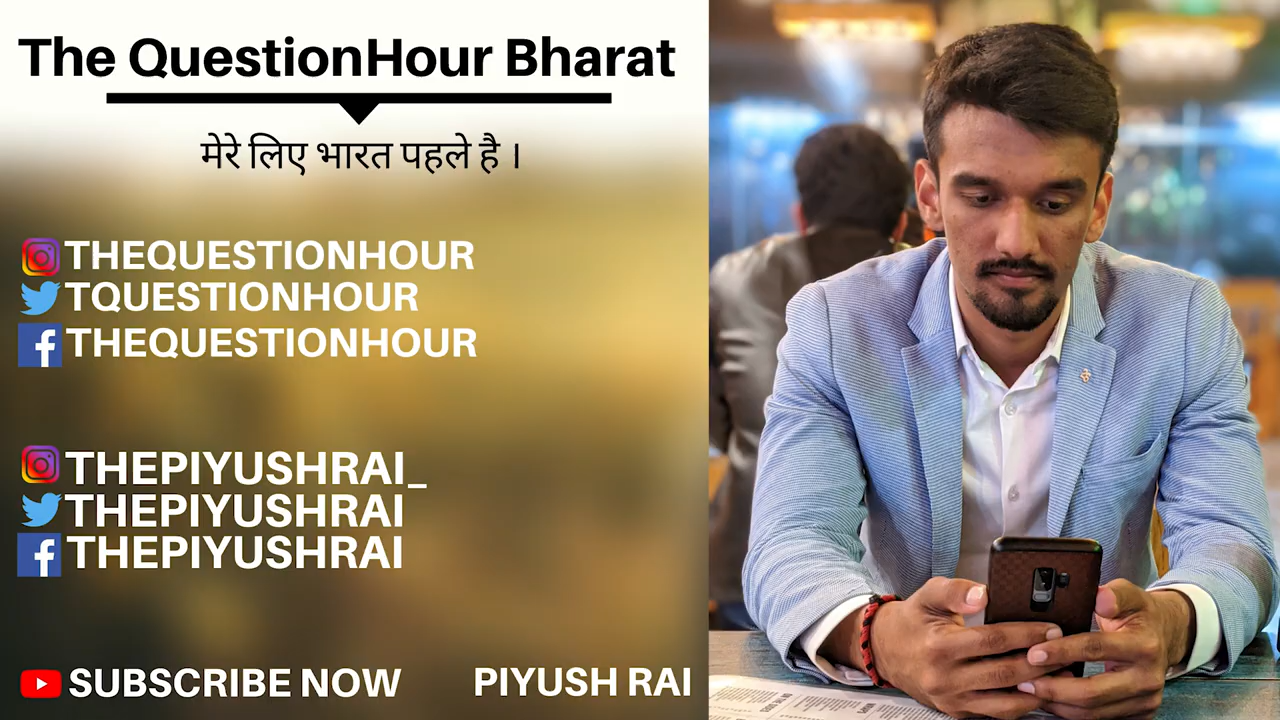 The QuestionHour Bharat
मेरे लिए भारत पहले है ।
THEQUESTIONHOUR
TQUESTIONHOUR
THEQUESTIONHOUR
THEPIYUSHRAI_
THEPIYUSHRAI
THEPIYUSHRAI
SUBSCRIBE NOW
PIYUSH RAI